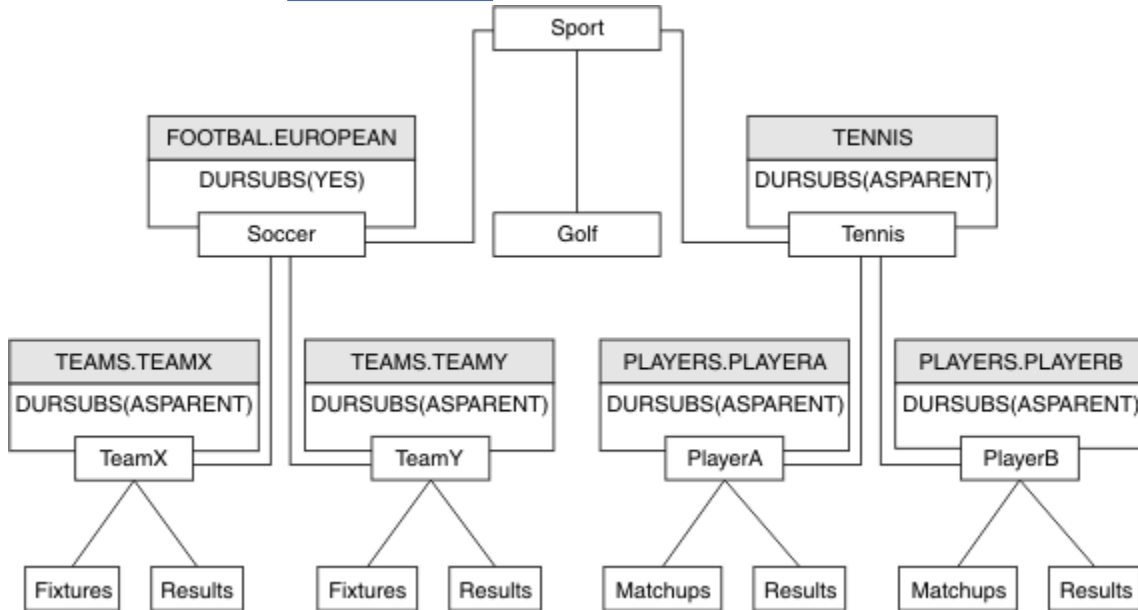 Sport
FOOTBAL.EUROPEAN
TENNIS
DURSUBS(YES)
DURSUBS(ASPARENT)
Soccer
Golf
Tennis
TEAMS.TEAMX
TEAMS.TEAMY
PLAYERS.PLAYERA
PLAYERS.PLAYERB
DURSUBS(ASPARENT)
DURSUBS(ASPARENT)
DURSUBS(ASPARENT)
DURSUBS(ASPARENT)
TeamX
TeamY
PlayerA
PlayerB
Fixtures
Results
Fixtures
Results
Matchups
Results
Matchups
Results